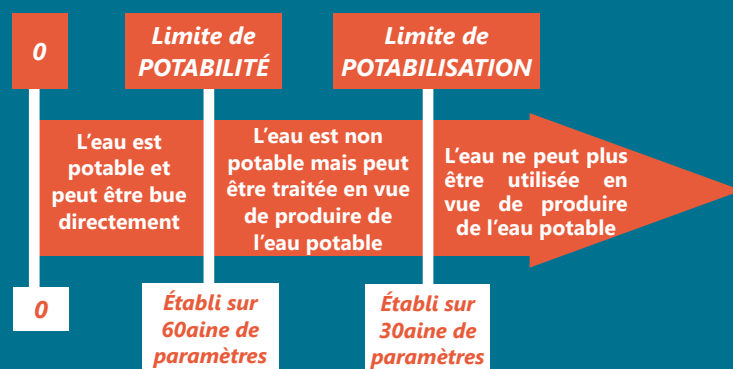 0
Limite de
POTABILITÉ
Limite de
POTABILISATION
L'eau est
potable et
peut être bue
directement
L'eau est non
potable mais peut
être traitée en vue
de produire de
l'eau potable
L'eau ne peut plus
être utilisée en
vue de produire
de l'eau potable
0
Établi sur
60aine de
paramètres
Établi sur
30aine de
paramètres